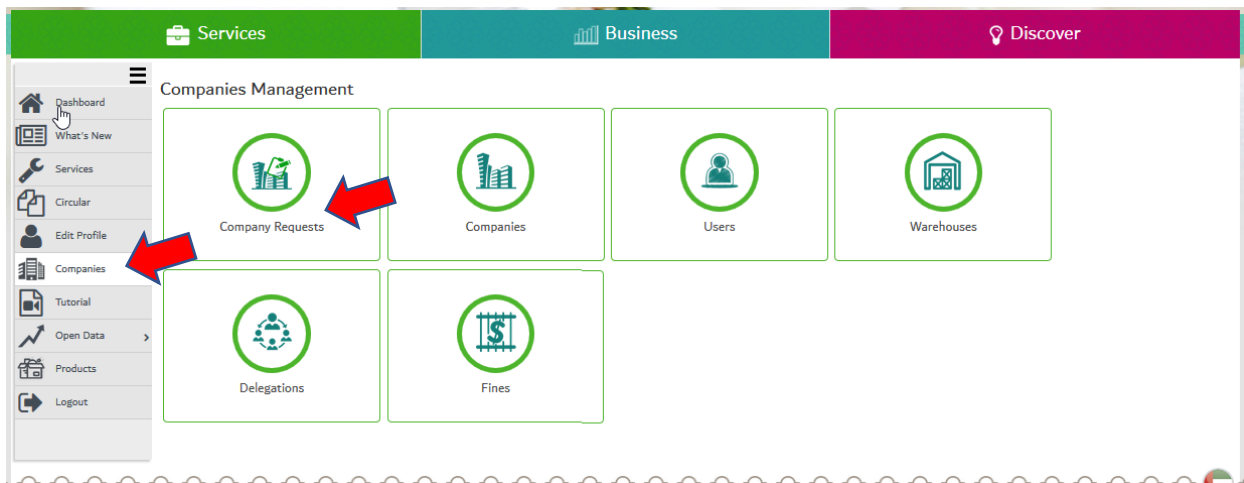 Services
Business
Discover
Dashboard
What's New
Services
Circular
Edit Profile
Companies
Tutorial
Open Data
Products
Logout
Companies Management
Company Requests
Companies
Users
Warehouses
Delegations
Fines